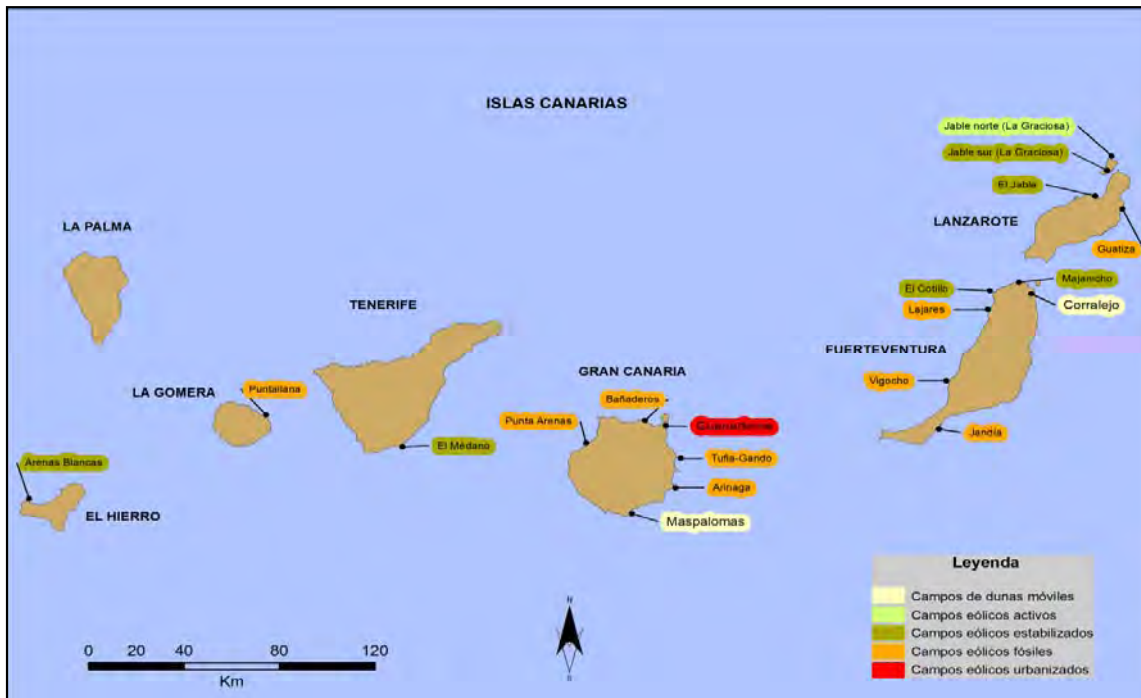 ISLAS CANARIAS
Jable norte (La Graciosa)
Jable sur (La Graciosa)
El Jable
LANZAROTE
Guatiza
LA PALMA
El Cotillo
Majanicho
Lajares
Corralejo
TENERIFE
FUERTEVENTURA
GRAN CANARIA
Vigocho
LA GOMERA
Puntallana
Bañaderos
Punta Arenas
Guanarteme
Jandía
El Médano
Tufia-Gando
Arenas Blancas
Arinaga
EL HIERRO
Maspalomas
Leyenda
Campos de dunas móviles
Campos eólicos activos
Campos eólicos estabilizados
Campos eólicos fósiles
Campos eólicos urbanizados
N
S
0 20 40 80 120
Km